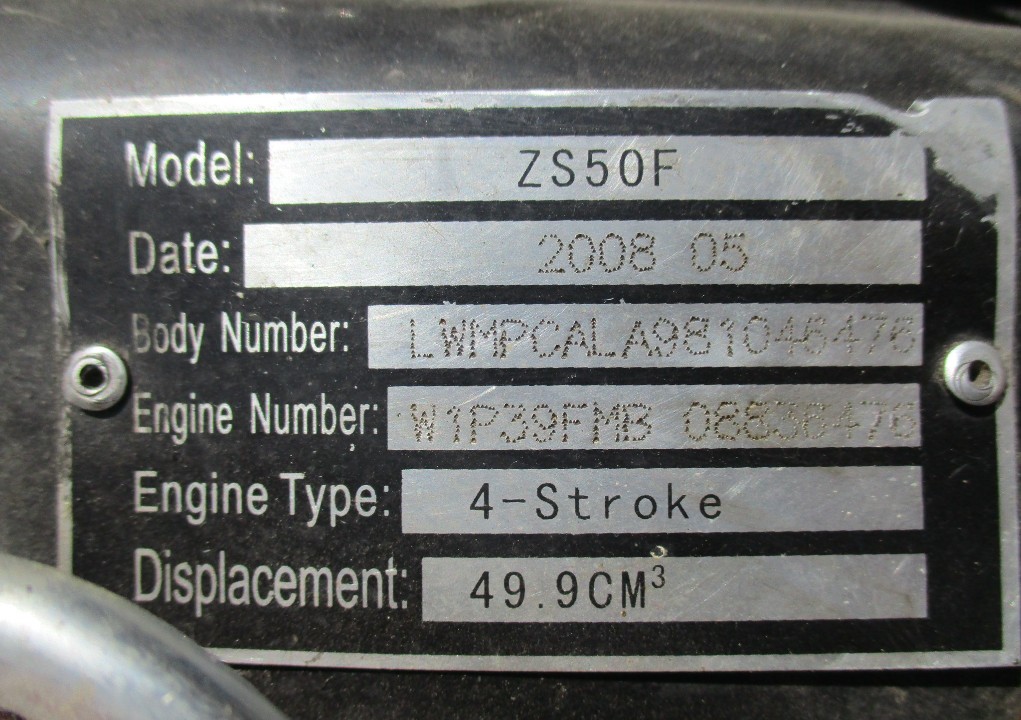 Model: ZS50F
Date: 2008 05
Body Number: LWMPCALA981046476
Engine Number: W1P39FMB 08836476
Engine Type: 4-Stroke
Displacement: 49.9CM³